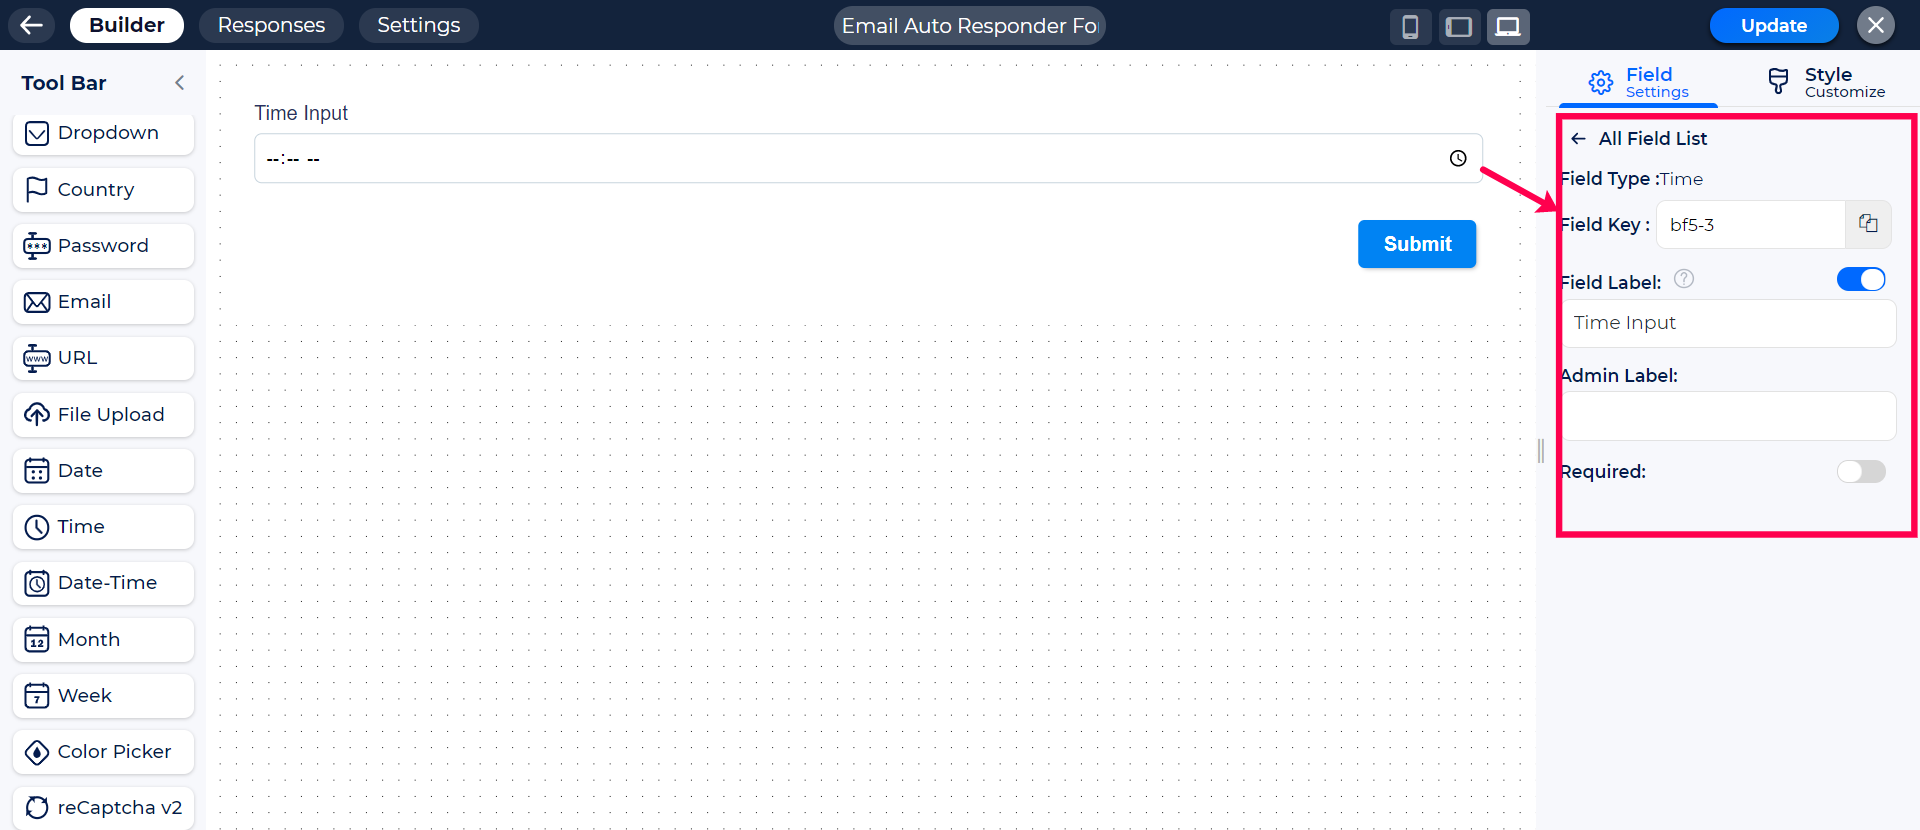 Builder
Responses
Settings
Email Auto Responder Fo
Update
Tool Bar
Dropdown
Country
Password
Email
URL
File Upload
Date
Time
Date-Time
Month
Week
Color Picker
reCaptcha v2
Time Input
--:-- --
Submit
Field
Settings
Style
Customize
All Field List
Field Type :Time
Field Key : bf5-3
Field Label:
Time Input
Admin Label:
Required: